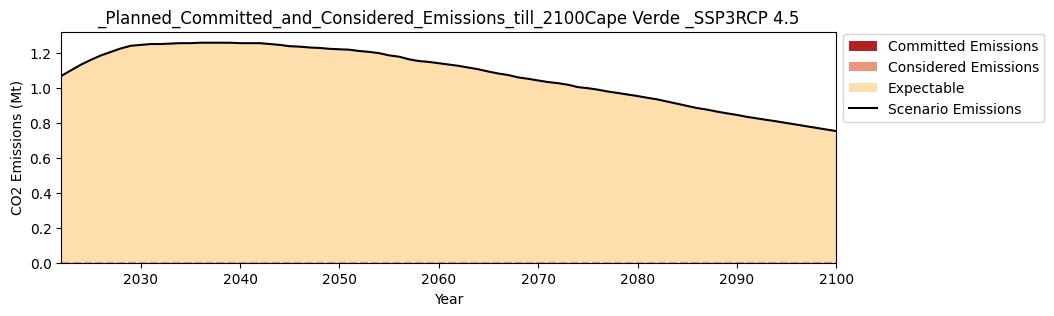 _Planned_Committed_and_Considered_Emissions_till_2100Cape Verde _SSP3RCP 4.5
CO2 Emissions (Mt)
1.2
1.0
0.8
0.6
0.4
0.2
0.0
2030 2040 2050 2060 2070 2080 2090 2100
Year
Committed Emissions
Considered Emissions
Expectable
Scenario Emissions